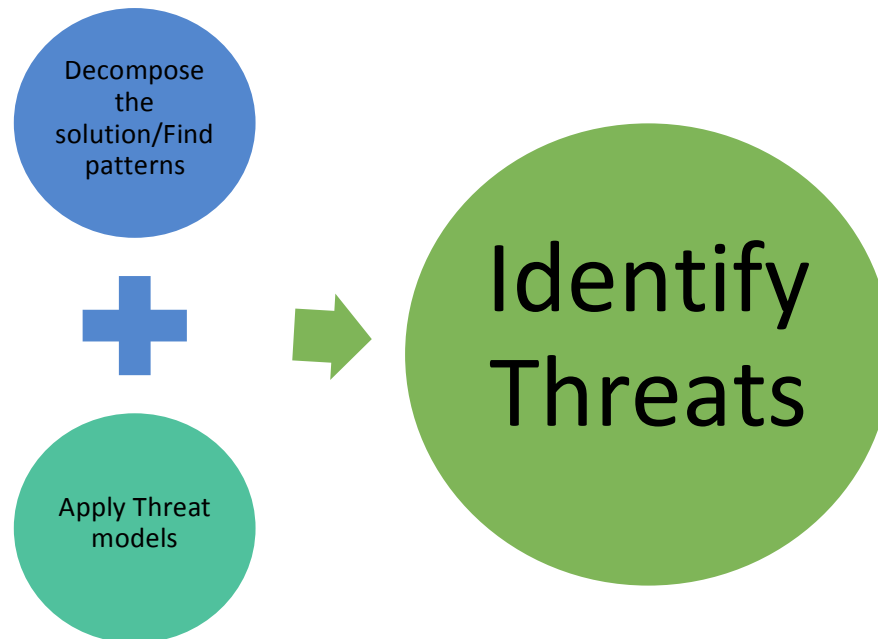 Decompose
the
solution/Find
patterns
Apply Threat
models
Identify
Threats